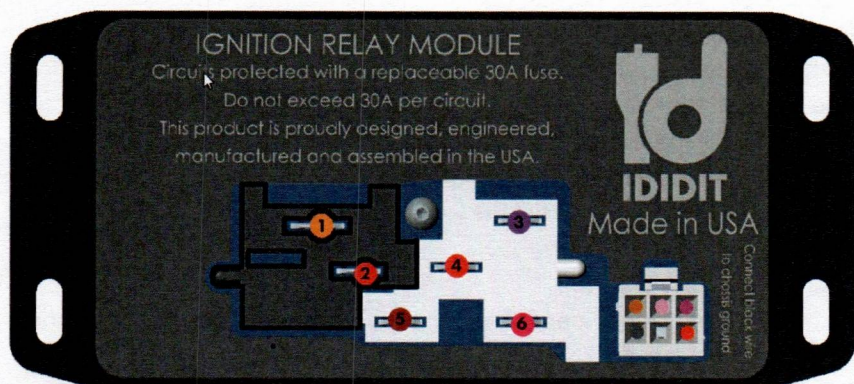 IGNITION RELAY MODULE
Circuits protected with a replaceable 30A fuse.
Do not exceed 30A per circuit.
This product is proudly designed, engineered,
manufactured and assembled in the USA.
id
IDIDIT
Made in USA
Connect black wire
to chassis ground
1
3
2
4
5
6